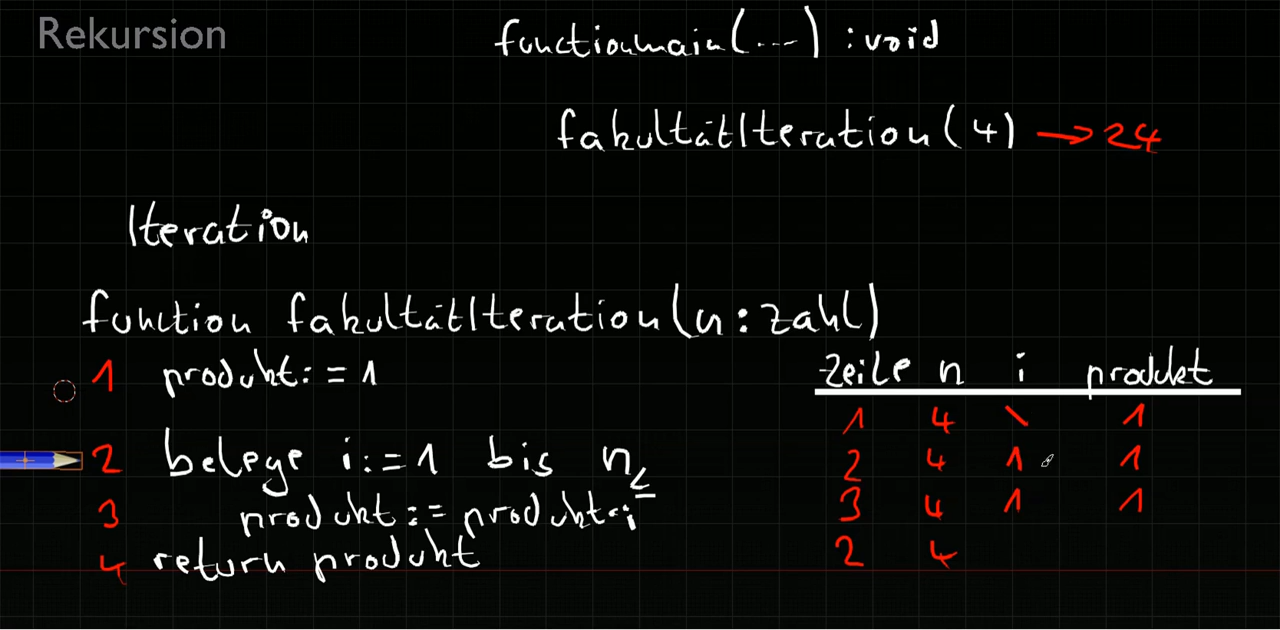 Rekursion
functionmain(...) : void
fakultätIteration(4) → 24
Iteration
function fakultätIteration(n : zahl)
1 produkt := 1
2 belege i := 1 bis n
3 produkt := produkt · i
4 return produkt
zeile n i produkt
1 4 \ 1
2 4 1 1
3 4 1 1
2 4